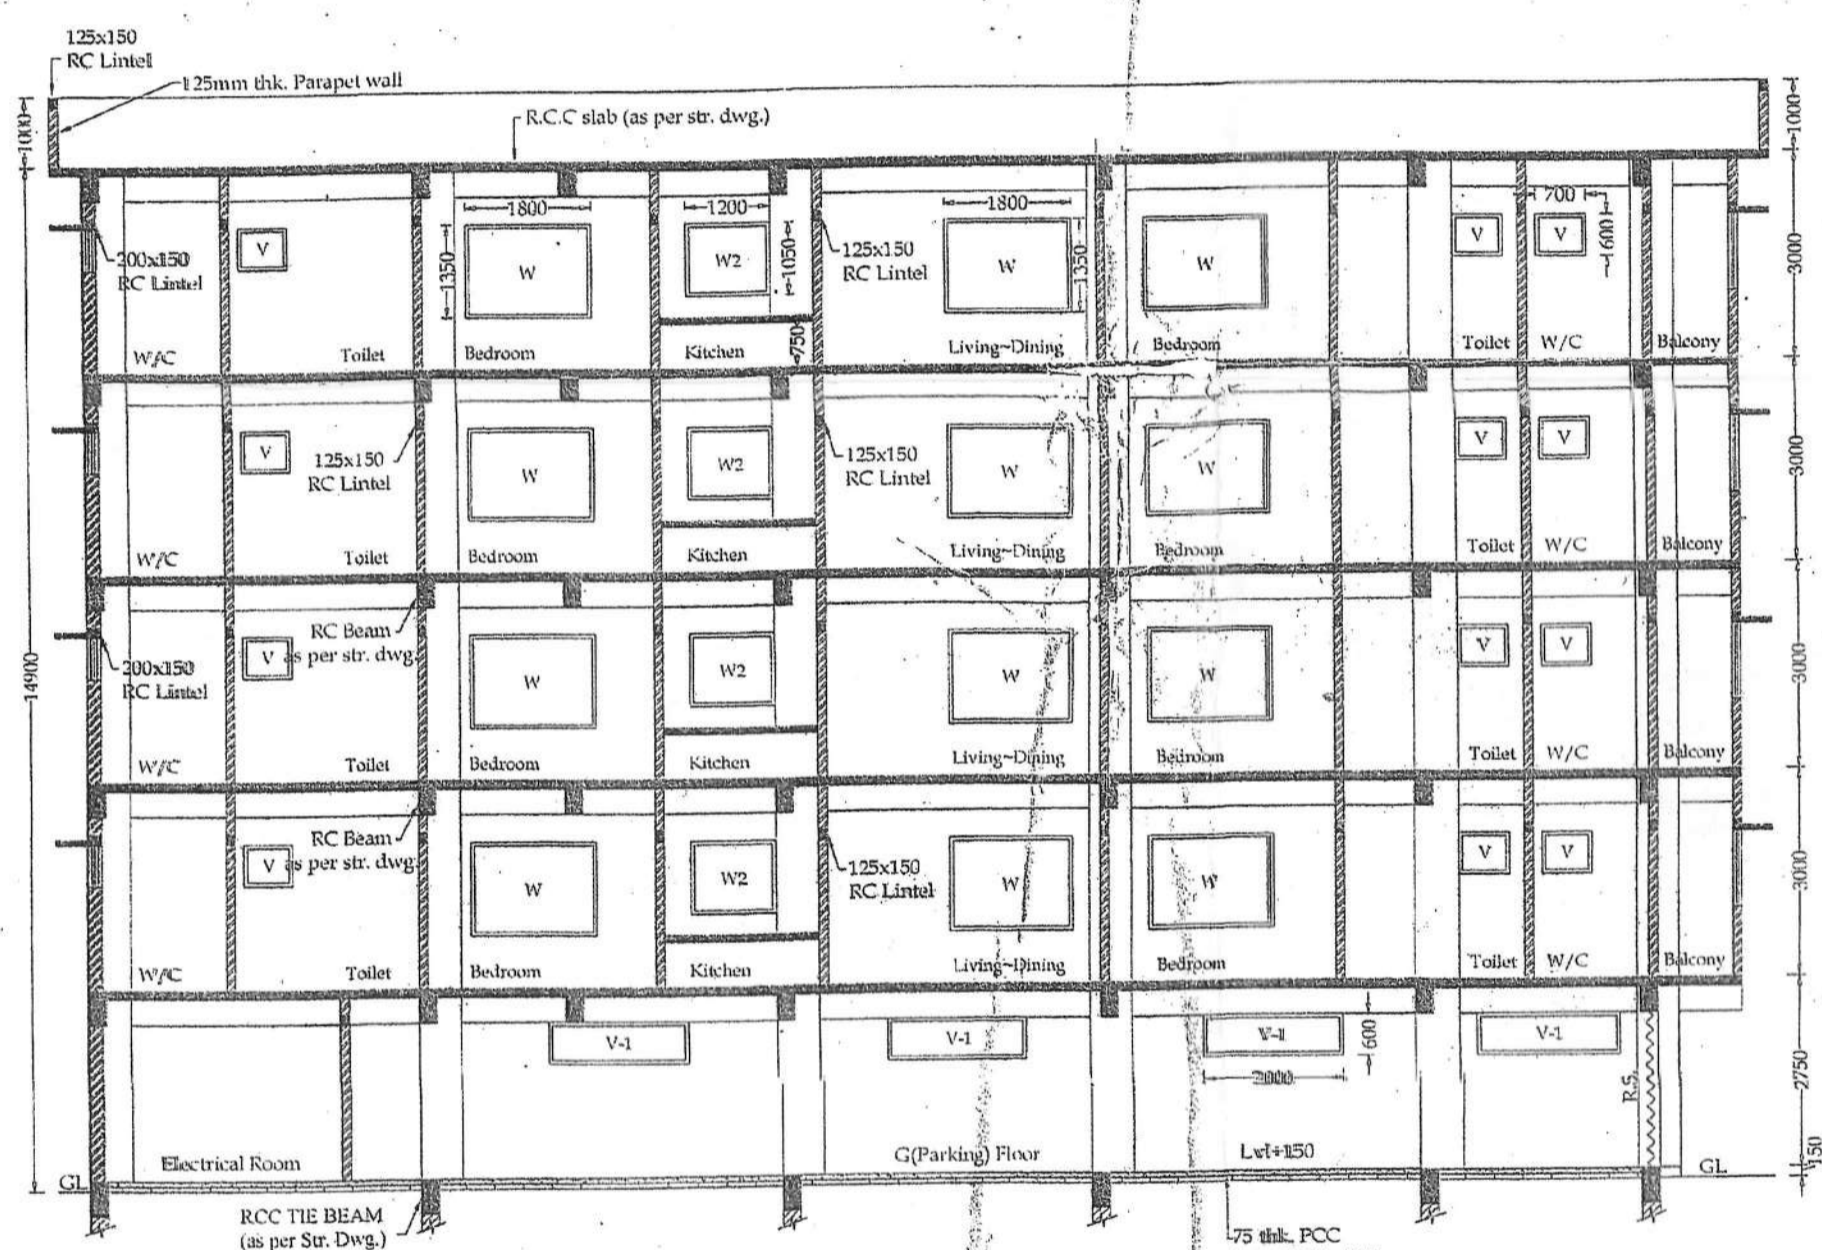 125x150
RC Lintel
125mm thk. Parapet wall
R.C.C slab (as per str. dwg.)
1000
1000
1800
1200
1800
700
600
V
W
W2
W
W
V
V
1350
1050
1350
3000
200x150
RC Lintel
125x150
RC Lintel
750
W/C
Toilet
Bedroom
Kitchen
Living~Dining
Bedroom
Toilet
W/C
Balcony
V
W
W2
W
W
V
V
3000
125x150
RC Lintel
125x150
RC Lintel
W/C
Toilet
Bedroom
Kitchen
Living~Dining
Bedroom
Toilet
W/C
Balcony
14900
RC Beam
as per str. dwg.
V
W
W2
W
W
V
V
3000
200x150
RC Lintel
W/C
Toilet
Bedroom
Kitchen
Living~Dining
Bedroom
Toilet
W/C
Balcony
RC Beam
as per str. dwg.
V
W
W2
W
W
V
V
3000
125x150
RC Lintel
W/C
Toilet
Bedroom
Kitchen
Living~Dining
Bedroom
Toilet
W/C
Balcony
V-1
V-1
V-1
V-1
600
2000
R.S.
2750
Electrical Room
G(Parking) Floor
Lvl+150
150
GL
GL
RCC TIE BEAM
(as per Str. Dwg.)
75 thk. PCC